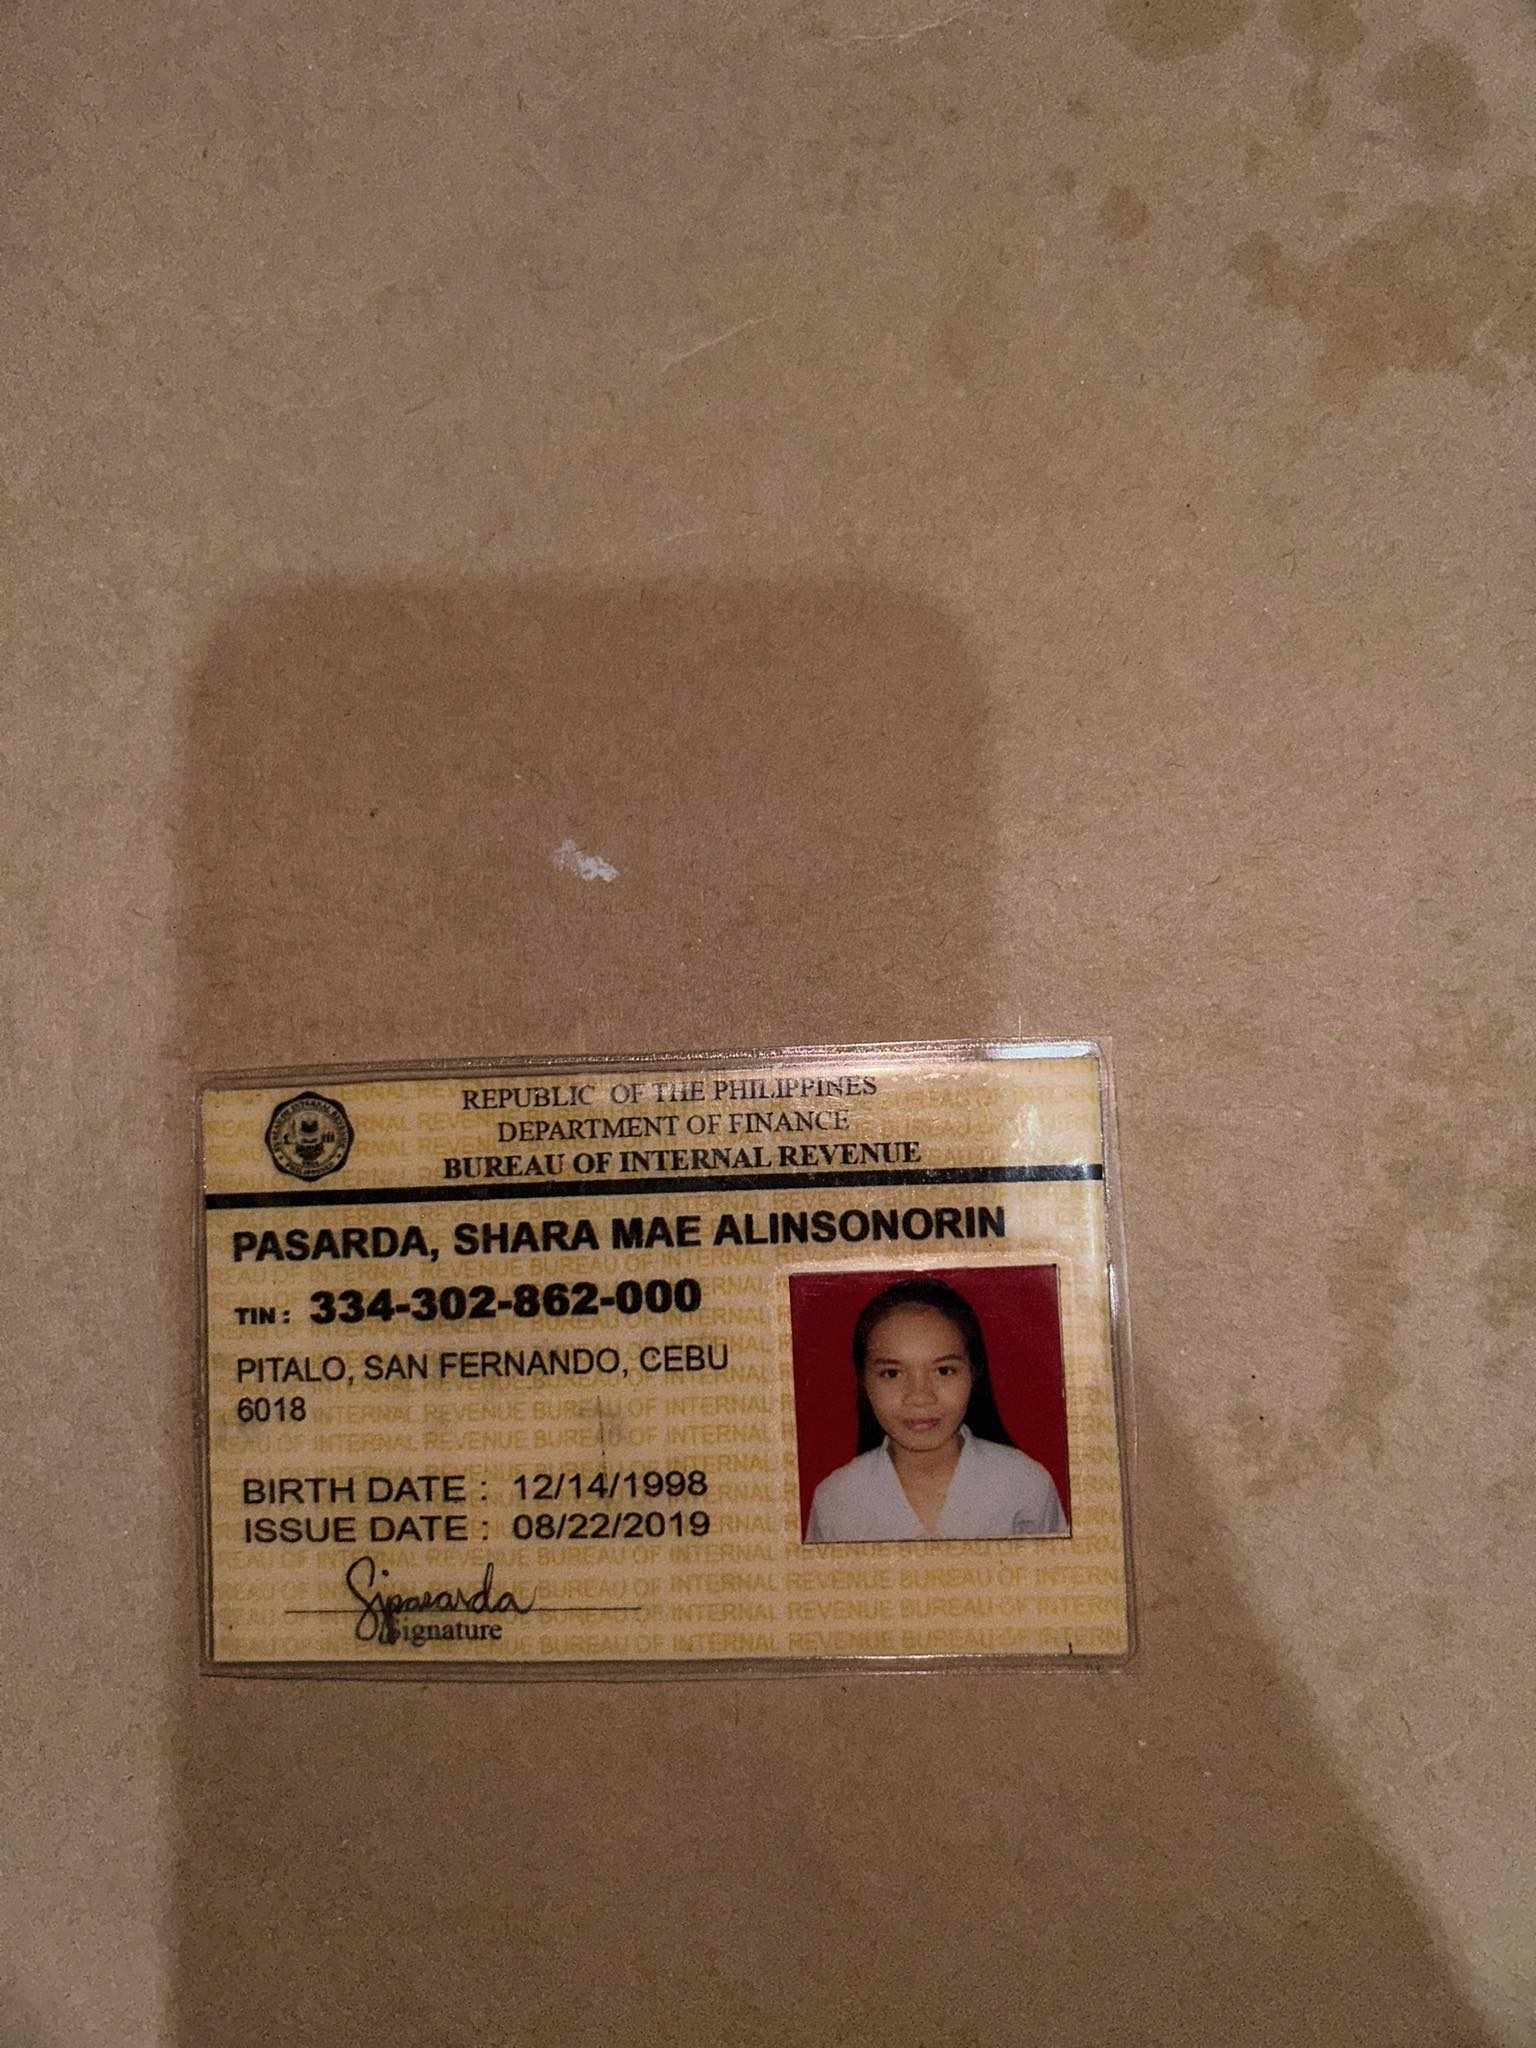 REPUBLIC OF THE PHILIPPINES
DEPARTMENT OF FINANCE
BUREAU OF INTERNAL REVENUE
PASARDA, SHARA MAE ALINSONORIN
TIN : 334-302-862-000
PITALO, SAN FERNANDO, CEBU
6018
BIRTH DATE : 12/14/1998
ISSUE DATE : 08/22/2019
Signature